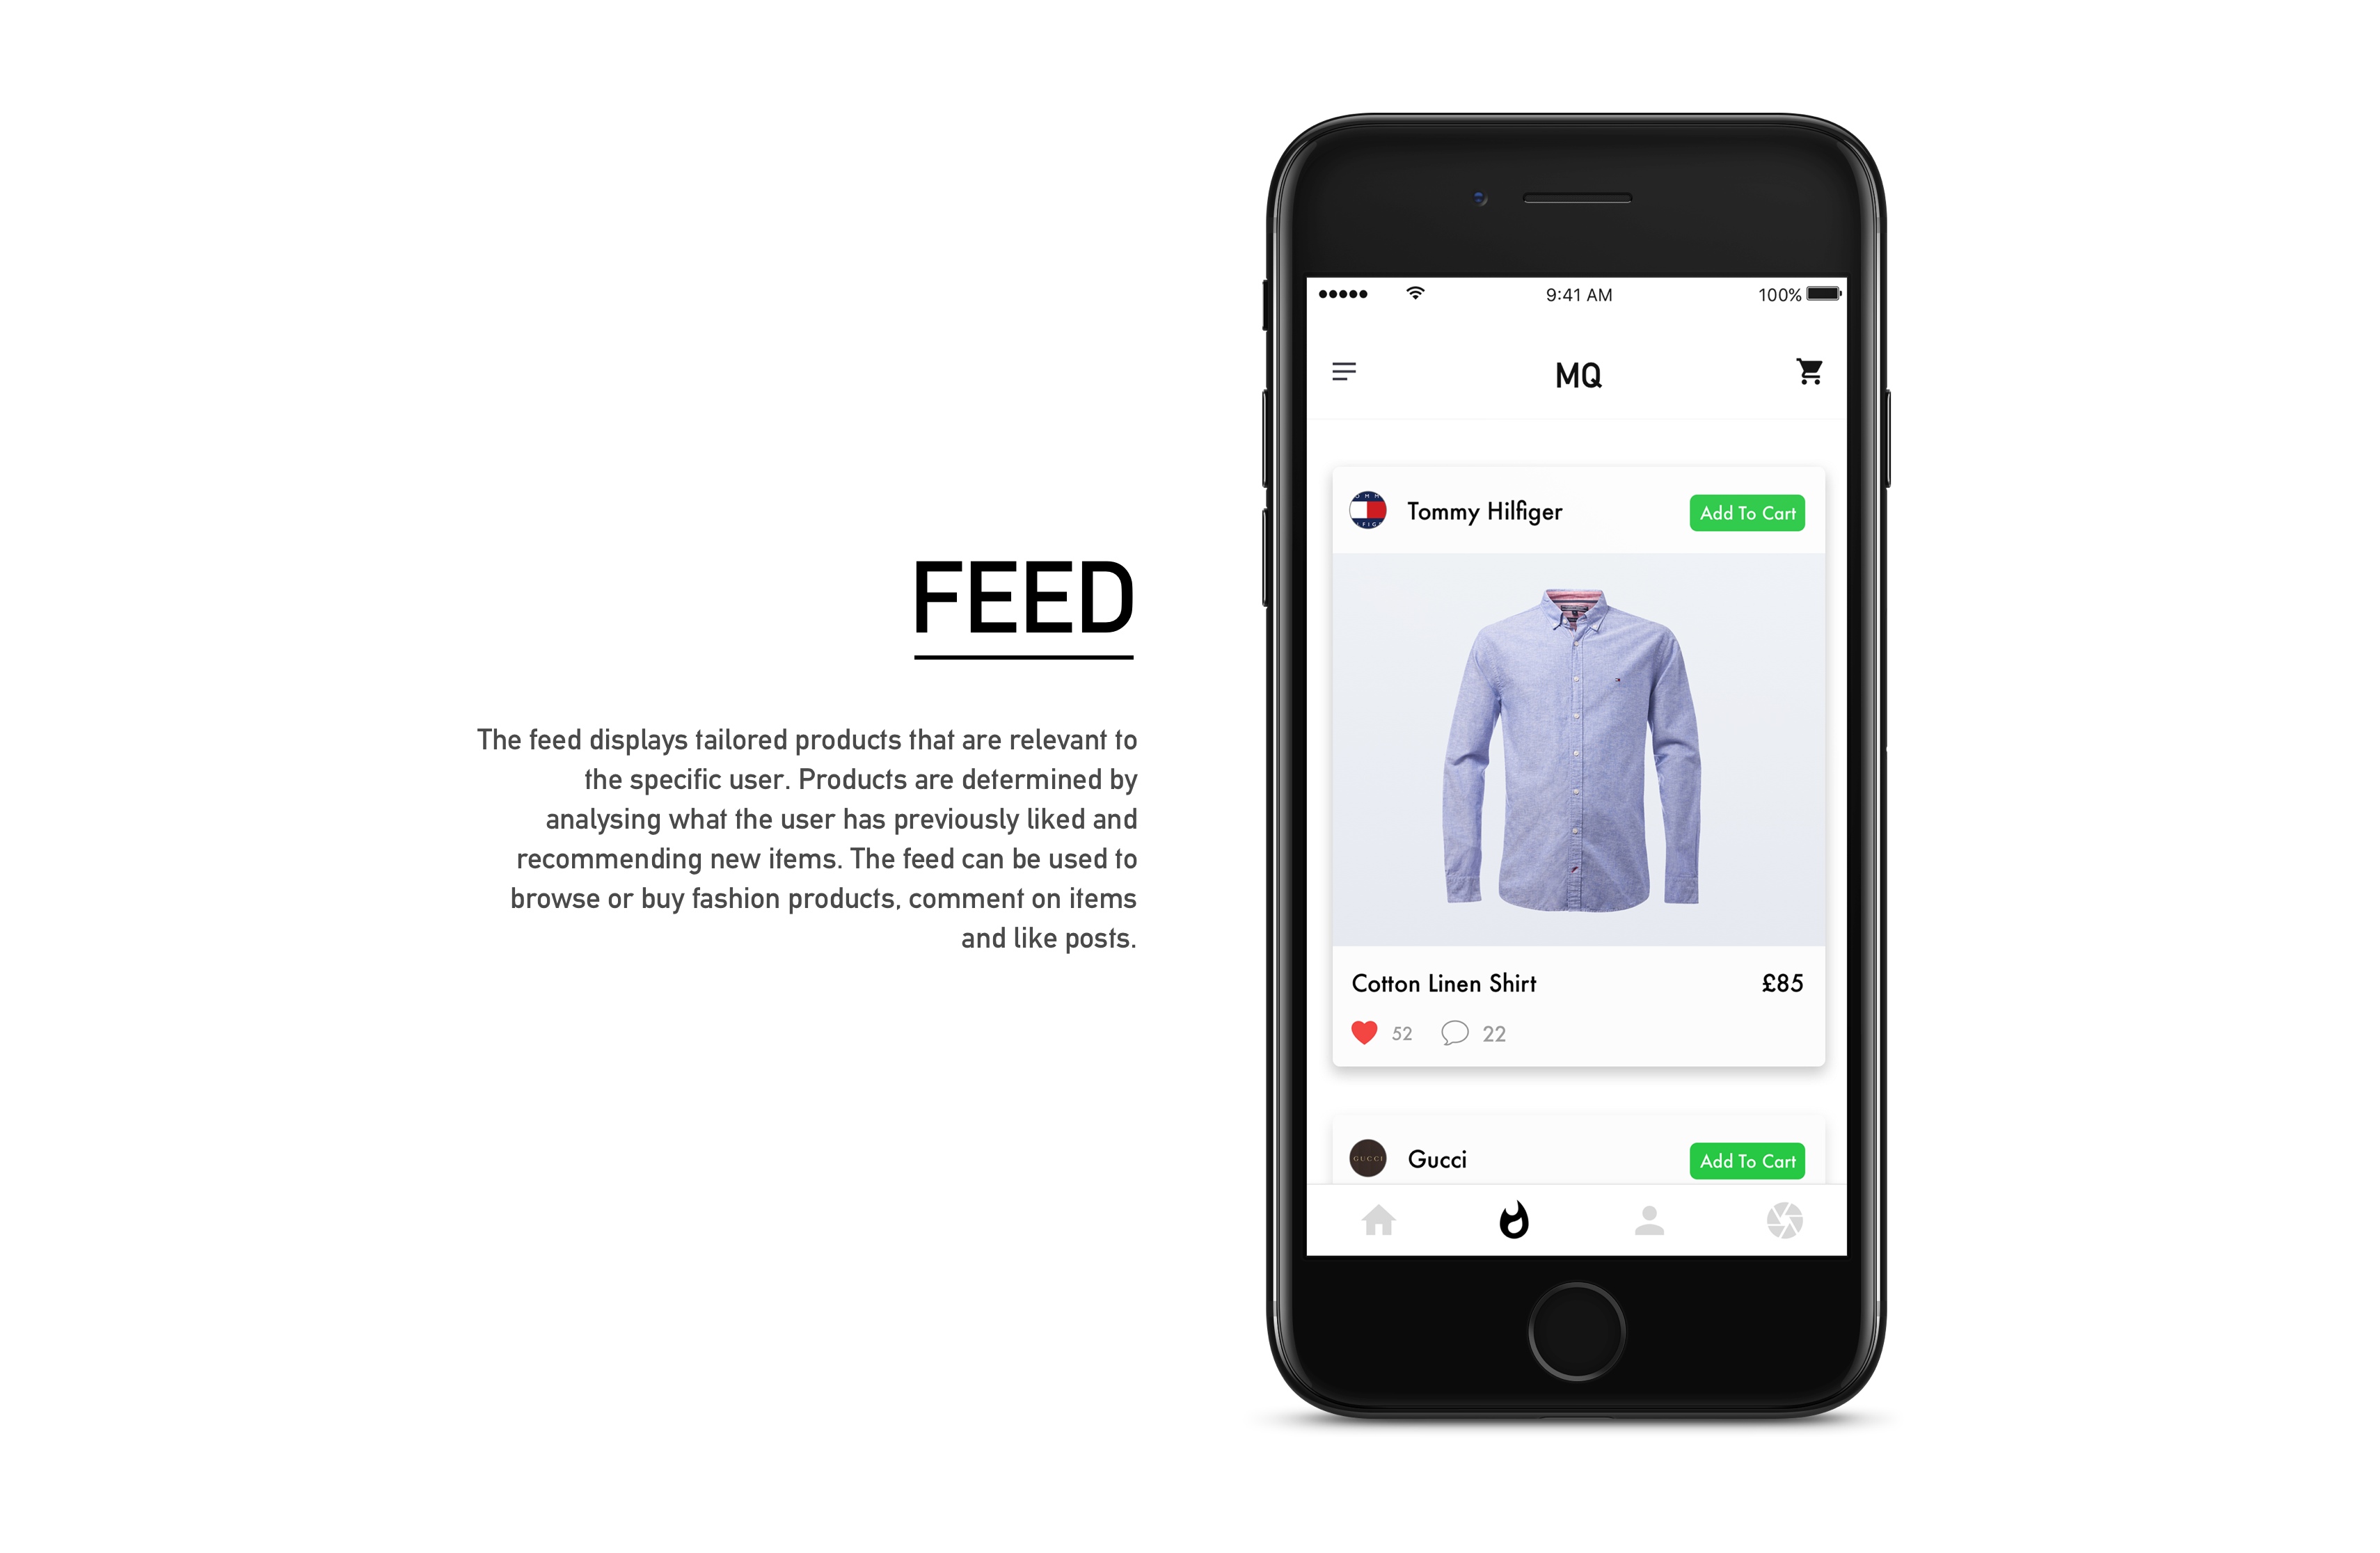 FEED
The feed displays tailored products that are relevant to
the specific user. Products are determined by
analysing what the user has previously liked and
recommending new items. The feed can be used to
browse or buy fashion products, comment on items
and like posts.
9:41 AM
100%
MQ
Tommy Hilfiger
Add To Cart
Cotton Linen Shirt
£85
52
22
GUCCI
Gucci
Add To Cart